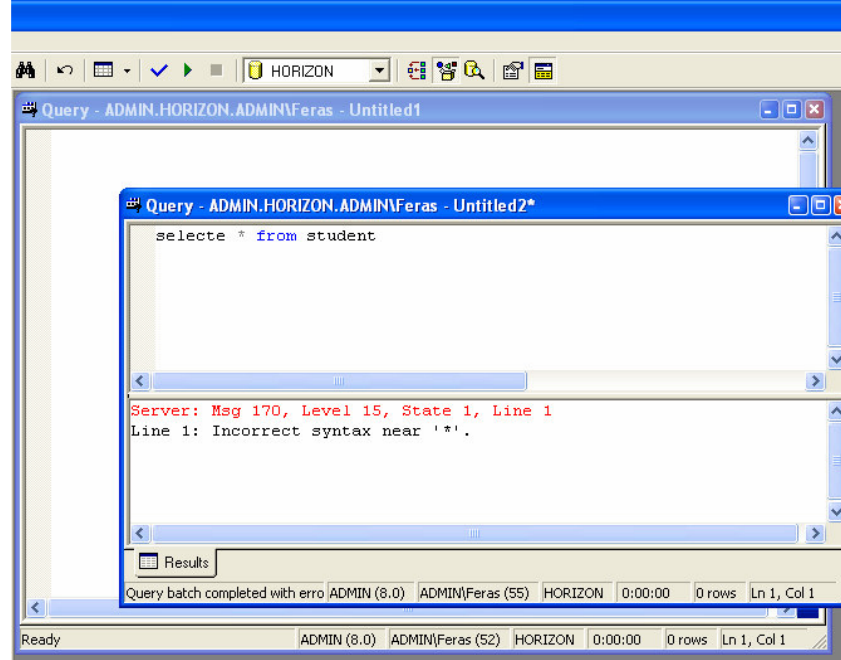 HORIZON
Query - ADMIN.HORIZON.ADMIN\Feras - Untitled1
Query - ADMIN.HORIZON.ADMIN\Feras - Untitled2*
selecte * from student
Server: Msg 170, Level 15, State 1, Line 1
Line 1: Incorrect syntax near '*'.
Results
Query batch completed with erro ADMIN (8.0) ADMIN\Feras (55) HORIZON 0:00:00 0 rows Ln 1, Col 1
Ready ADMIN (8.0) ADMIN\Feras (52) HORIZON 0:00:00 0 rows Ln 1, Col 1